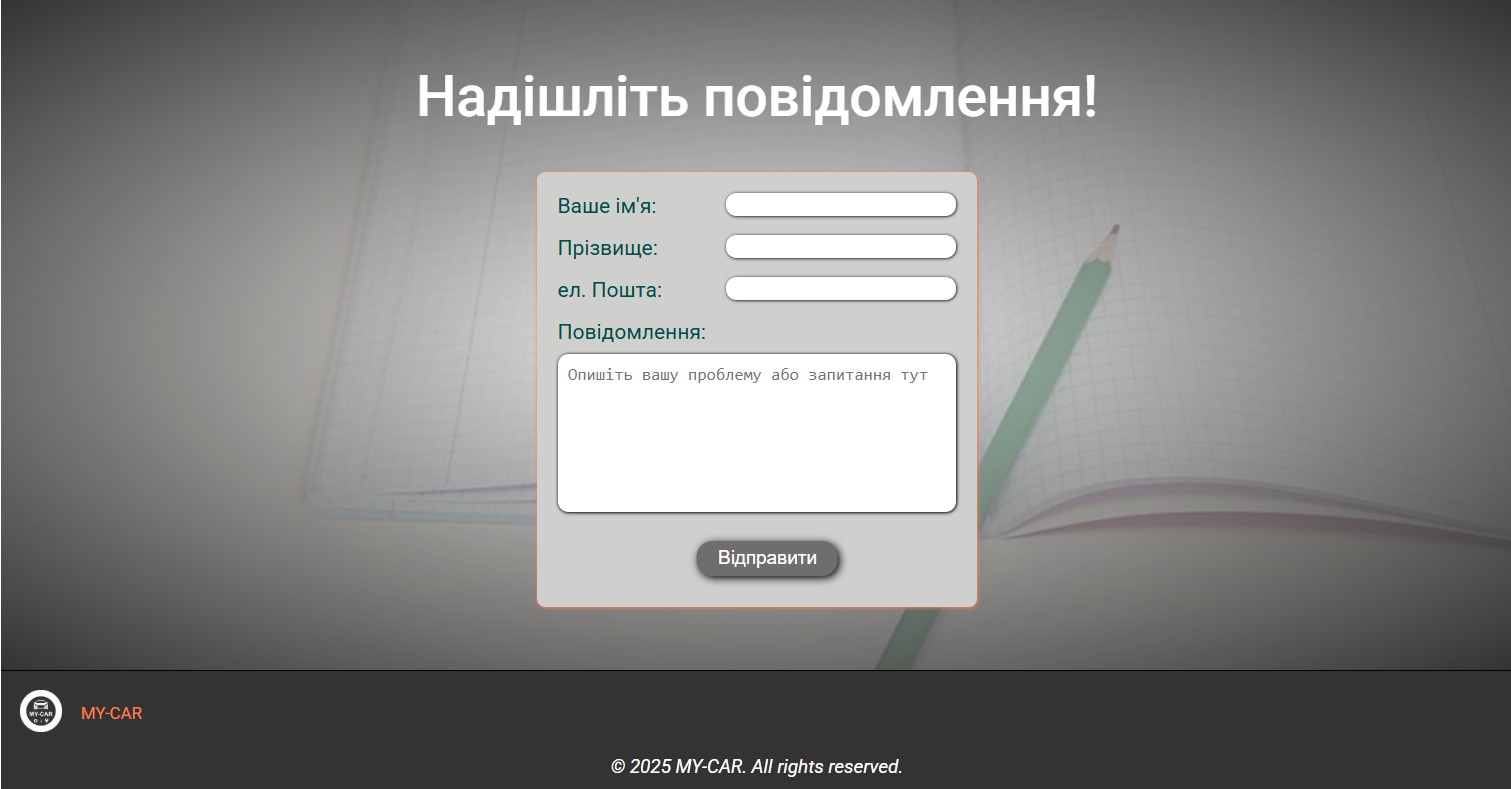 Надішліть повідомлення!
Ваше ім'я:
Прізвище:
ел. Пошта:
Повідомлення:
Опишіть вашу проблему або запитання тут
Відправити
MY-CAR
MY-CAR
© 2025 MY-CAR. All rights reserved.